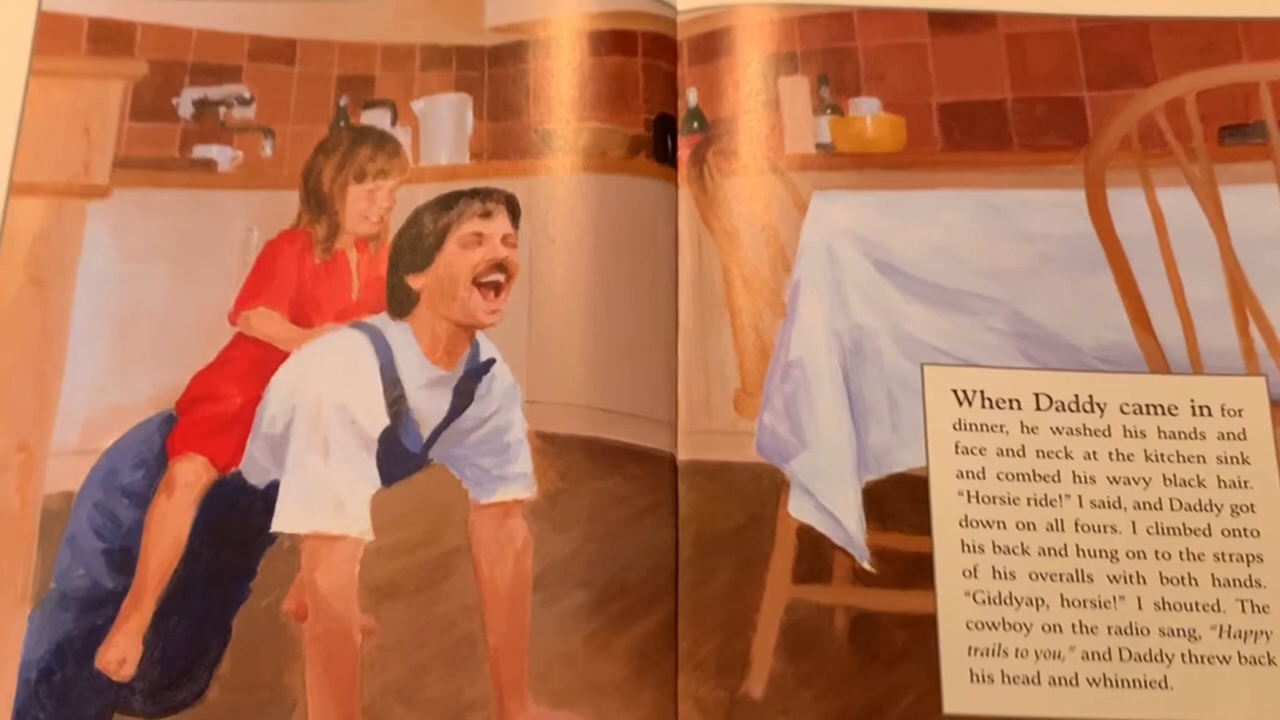 When Daddy came in for
dinner, he washed his hands and
face and neck at the kitchen sink
and combed his wavy black hair.
“Horsie ride!” I said, and Daddy got
down on all fours. I climbed onto
his back and hung on to the straps
of his overalls with both hands.
“Giddyap, horsie!” I shouted. The
cowboy on the radio sang, “Happy
trails to you,” and Daddy threw back
his head and whinnied.